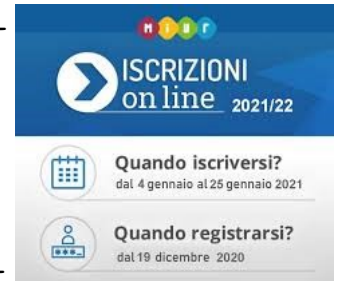 MIUR
ISCRIZIONI
on line 2021/22
Quando iscriversi?
dal 4 gennaio al 25 gennaio 2021
Quando registrarsi?
dal 19 dicembre 2020